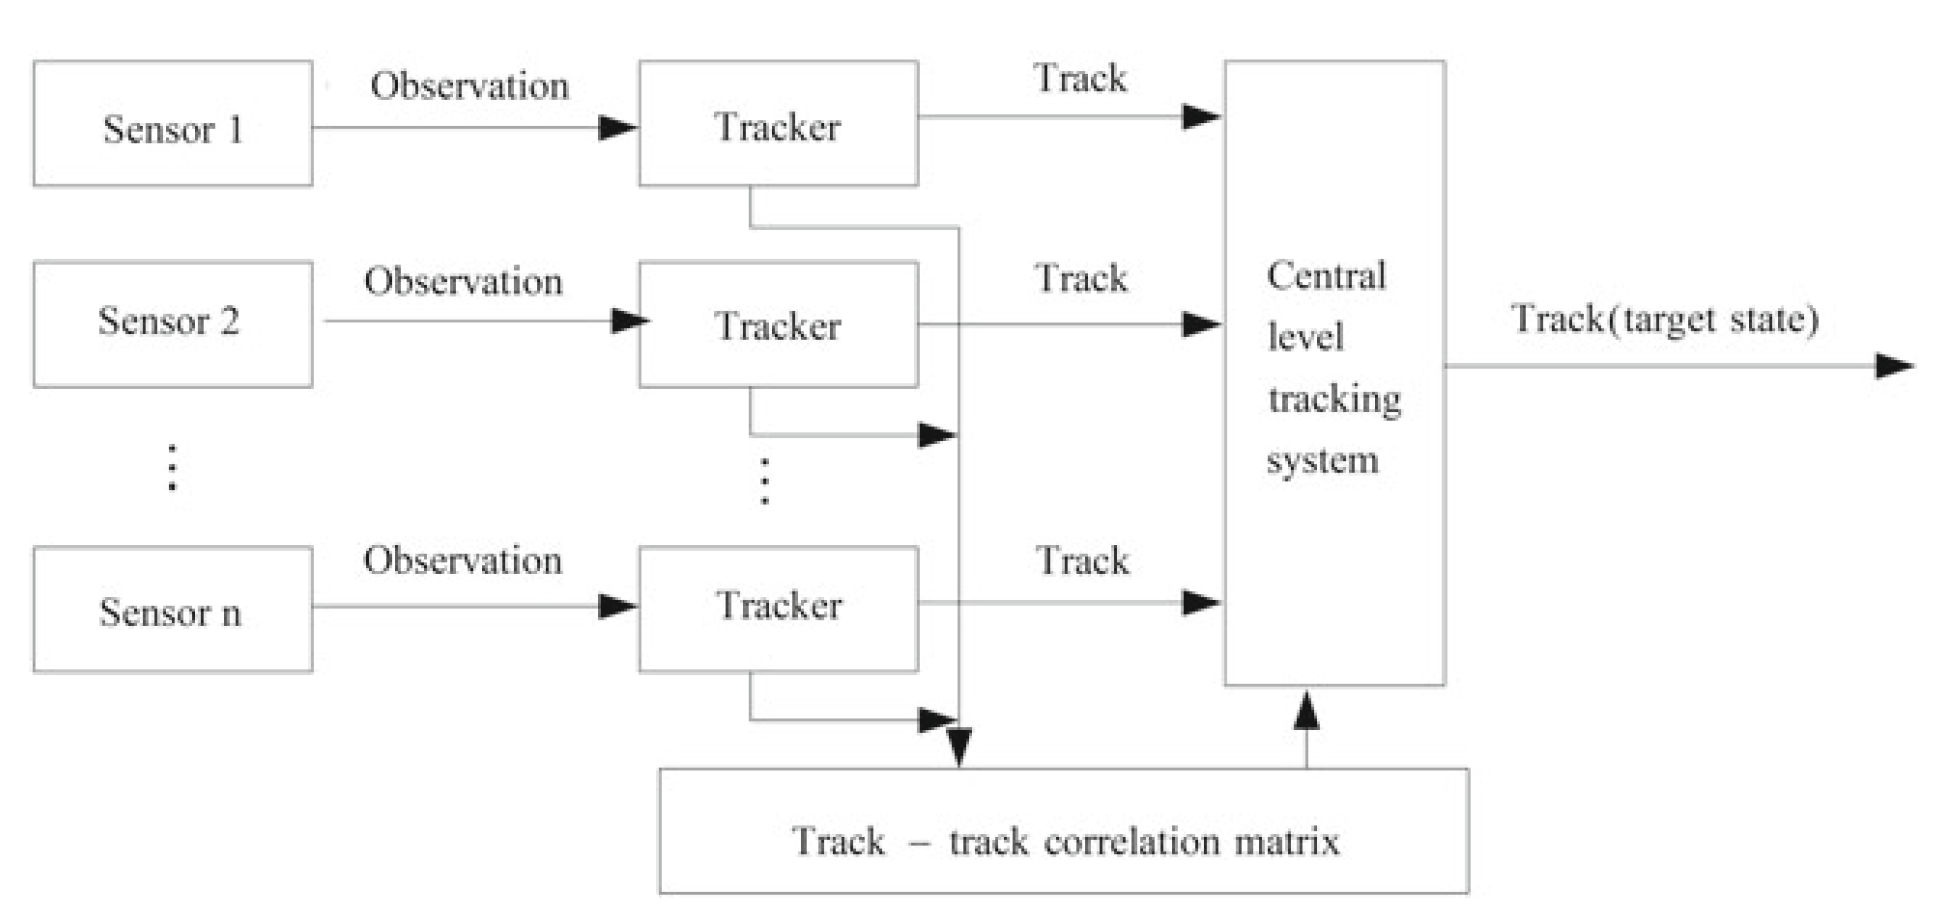 Sensor 1
Observation
Tracker
Track
Sensor 2
Observation
Tracker
Track
Sensor n
Observation
Tracker
Track
Central
level
tracking
system
Track(target state)
Track – track correlation matrix